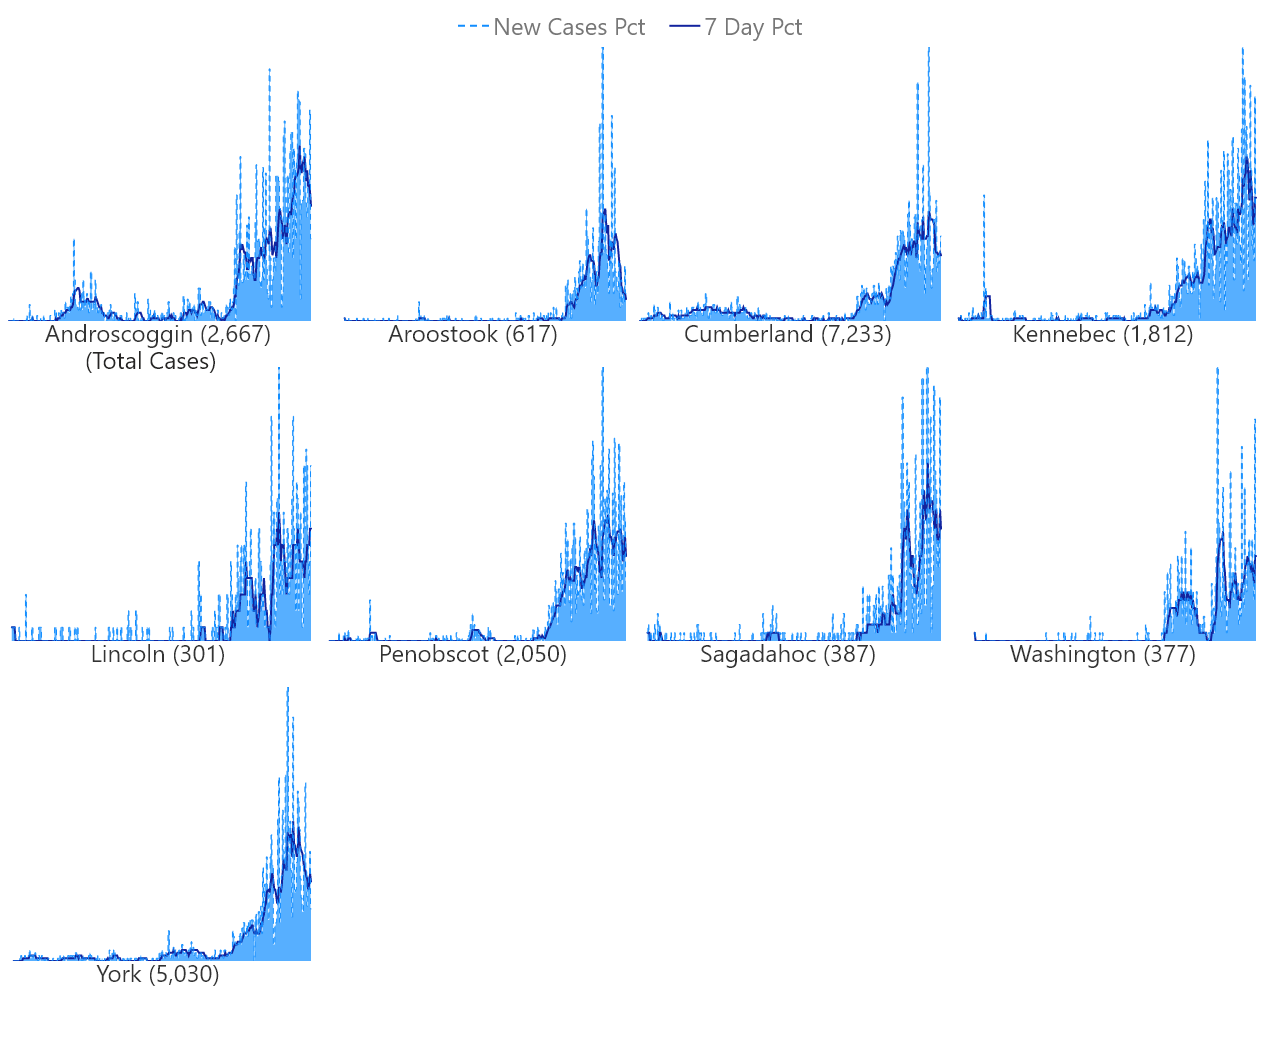 New Cases Pct 7 Day Pct
Androscoggin (2,667)
(Total Cases)
Aroostook (617)
Cumberland (7,233)
Kennebec (1,812)
Lincoln (301)
Penobscot (2,050)
Sagadahoc (387)
Washington (377)
York (5,030)